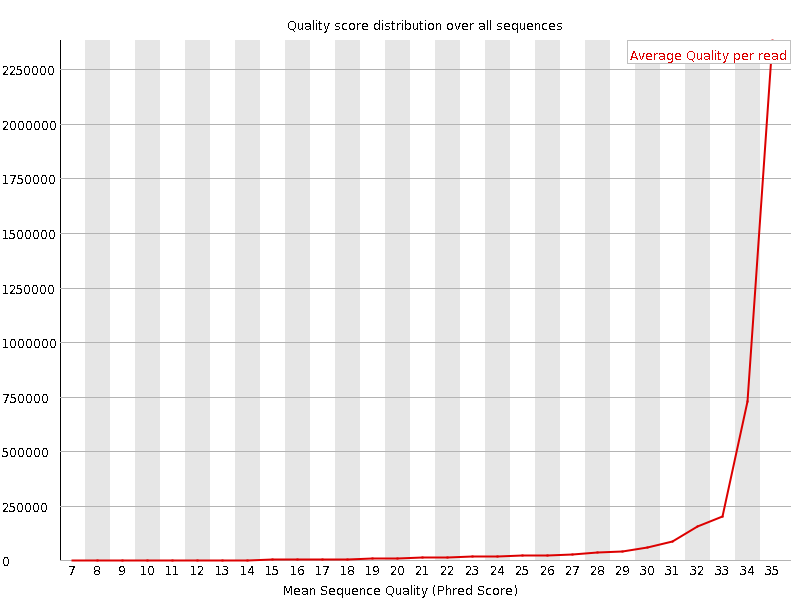 Quality score distribution over all sequences
Average Quality per read
2250000
2000000
1750000
1500000
1250000
1000000
750000
500000
250000
0
7 8 9 10 11 12 13 14 15 16 17 18 19 20 21 22 23 24 25 26 27 28 29 30 31 32 33 34 35
Mean Sequence Quality (Phred Score)